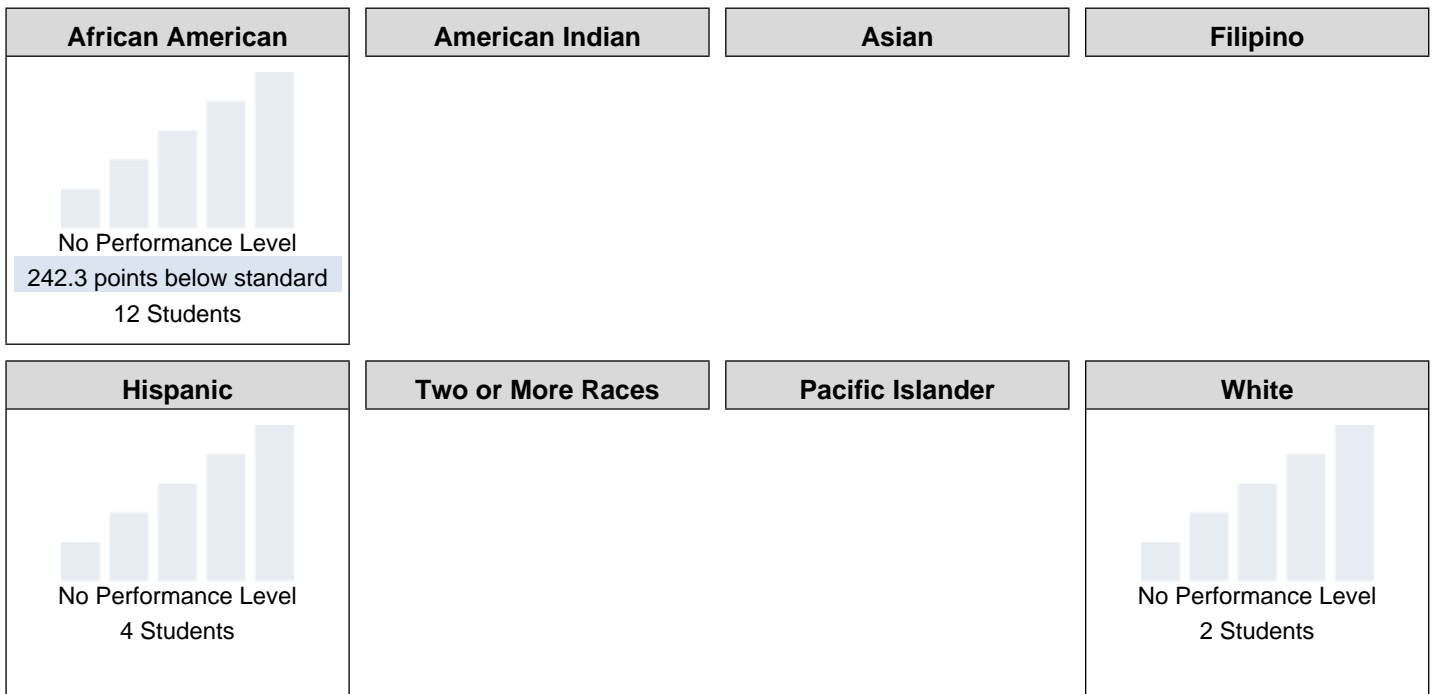 African American
American Indian
Asian
Filipino
No Performance Level
242.3 points below standard
12 Students
Hispanic
Two or More Races
Pacific Islander
White
No Performance Level
4 Students
No Performance Level
2 Students